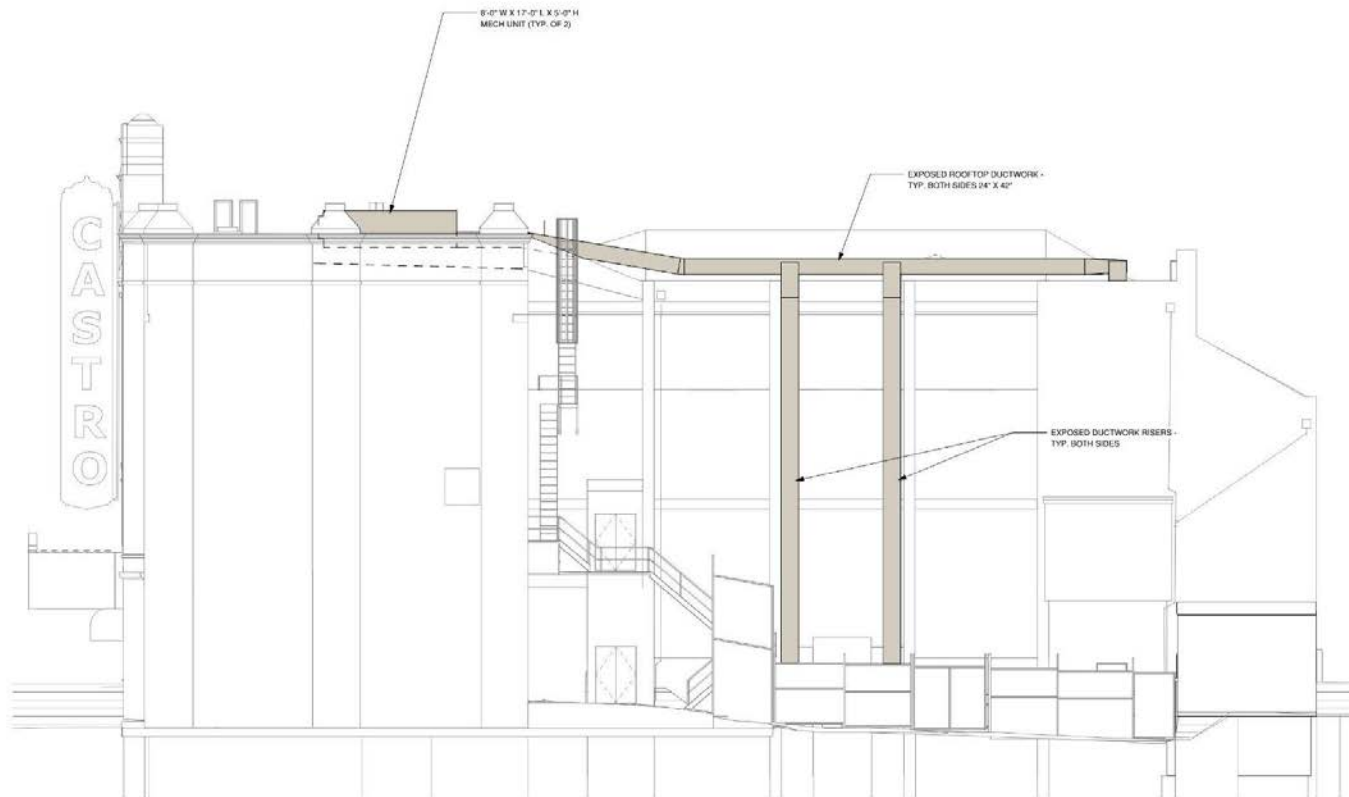 8'-0" W X 17'-0" L X 5'-0" H
MECH UNIT (TYP. OF 2)
EXPOSED ROOFTOP DUCTWORK -
TYP. BOTH SIDES 24" X 42"
CASTRO
EXPOSED DUCTWORK RISERS -
TYP. BOTH SIDES